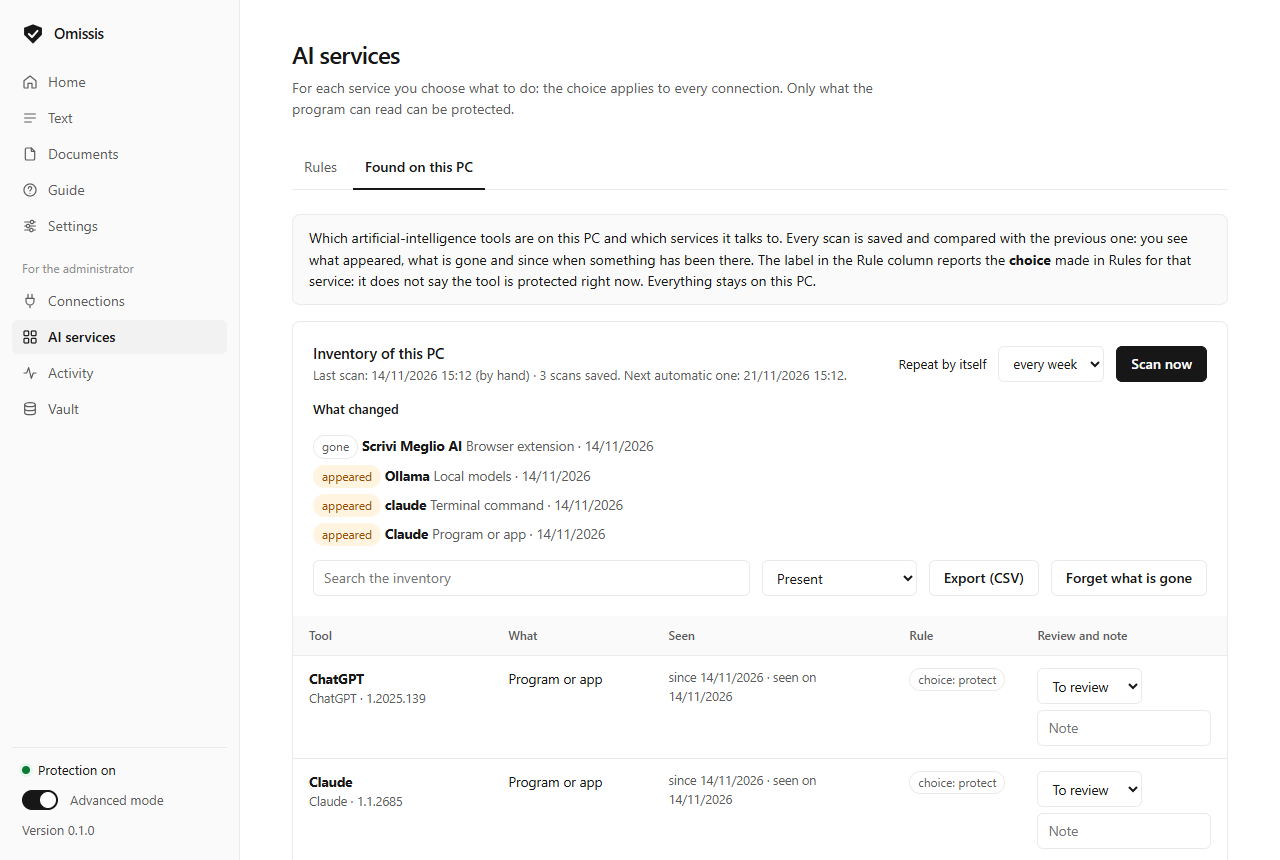 Omissis
Home
Text
Documents
Guide
Settings
For the administrator
Connections
AI services
Activity
Vault
Protection on
Advanced mode
Version 0.1.0
AI services
For each service you choose what to do: the choice applies to every connection. Only what the
program can read can be protected.
Rules
Found on this PC
Which artificial-intelligence tools are on this PC and which services it talks to. Every scan is saved and compared with the previous one: you see
what appeared, what is gone and since when something has been there. The label in the Rule column reports the choice made in Rules for that
service: it does not say the tool is protected right now. Everything stays on this PC.
Inventory of this PC
Last scan: 14/11/2026 15:12 (by hand) · 3 scans saved. Next automatic one: 21/11/2026 15:12.
Repeat by itself
every week
Scan now
What changed
gone Scrivi Meglio AI Browser extension · 14/11/2026
appeared Ollama Local models · 14/11/2026
appeared claude Terminal command · 14/11/2026
appeared Claude Program or app · 14/11/2026
Search the inventory
Present
Export (CSV)
Forget what is gone
Tool What Seen Rule Review and note
ChatGPT
ChatGPT · 1.2025.139
Program or app
since 14/11/2026 · seen on
14/11/2026
choice: protect
To review
Note
Claude
Claude · 1.1.2685
Program or app
since 14/11/2026 · seen on
14/11/2026
choice: protect
To review
Note